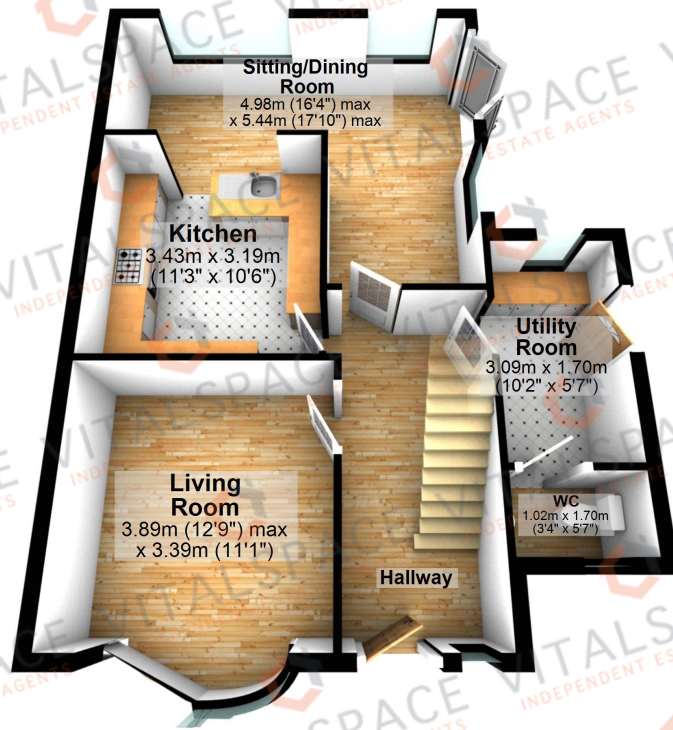 Sitting/Dining
Room
4.98m (16'4") max
x 5.44m (17'10") max
Kitchen
3.43m x 3.19m
(11'3" x 10'6")
Utility
Room
3.09m x 1.70m
(10'2" x 5'7")
Living
Room
3.89m (12'9") max
x 3.39m (11'1")
WC
1.02m x 1.70m
(3'4" x 5'7")
Hallway
VITALSPACE
INDEPENDENT ESTATE AGENTS